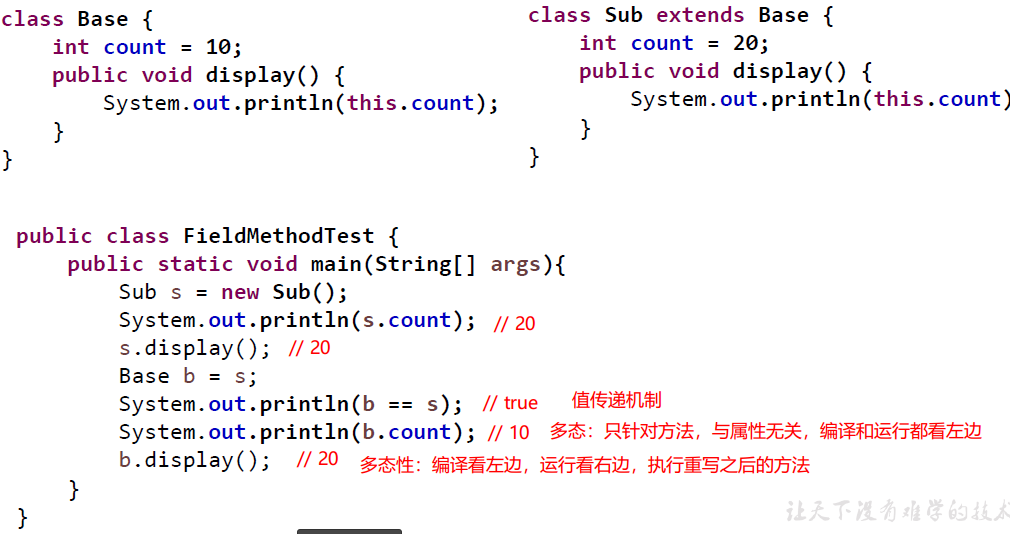 class Base {
int count = 10;
public void display() {
System.out.println(this.count);
}
}
class Sub extends Base {
int count = 20;
public void display() {
System.out.println(this.count)
}
}
public class FieldMethodTest {
public static void main(String[] args){
Sub s = new Sub();
System.out.println(s.count); // 20
s.display(); // 20
Base b = s;
System.out.println(b == s); // true 值传递机制
System.out.println(b.count); // 10 多态：只针对方法，与属性无关，编译和运行都看左边
b.display(); // 20 多态性：编译看左边，运行看右边，执行重写之后的方法
}
}
让天下没有难学的技术